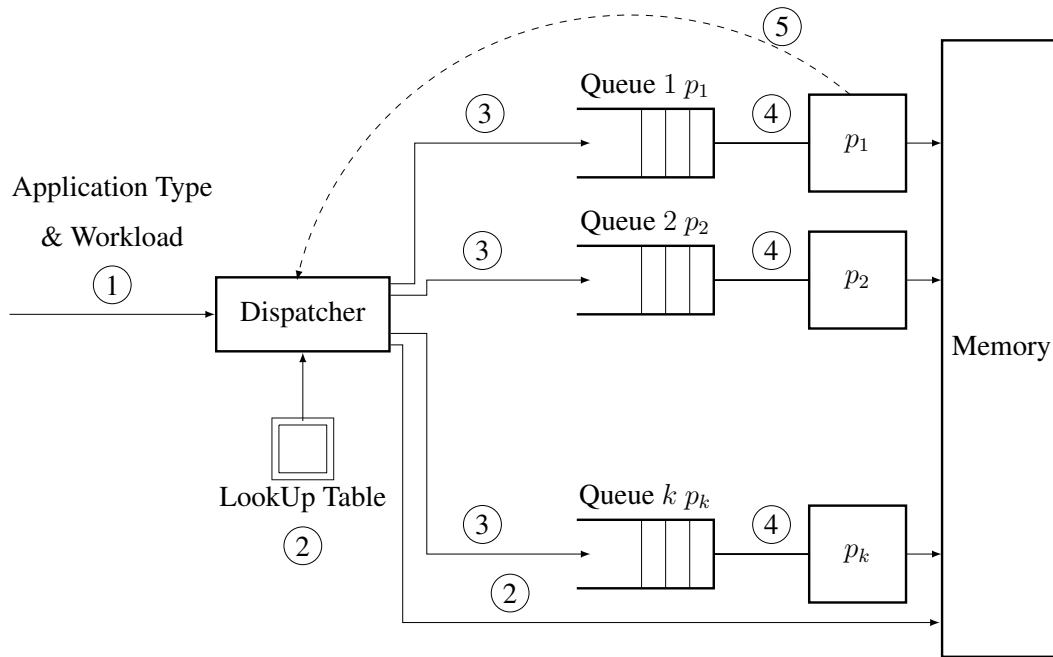 ⑤
Queue 1 p₁
③
④
p₁
Application Type
& Workload
①
Queue 2 p₂
③
④
p₂
Dispatcher
Memory
LookUp Table
②
Queue k pₖ
③
④
pₖ
②